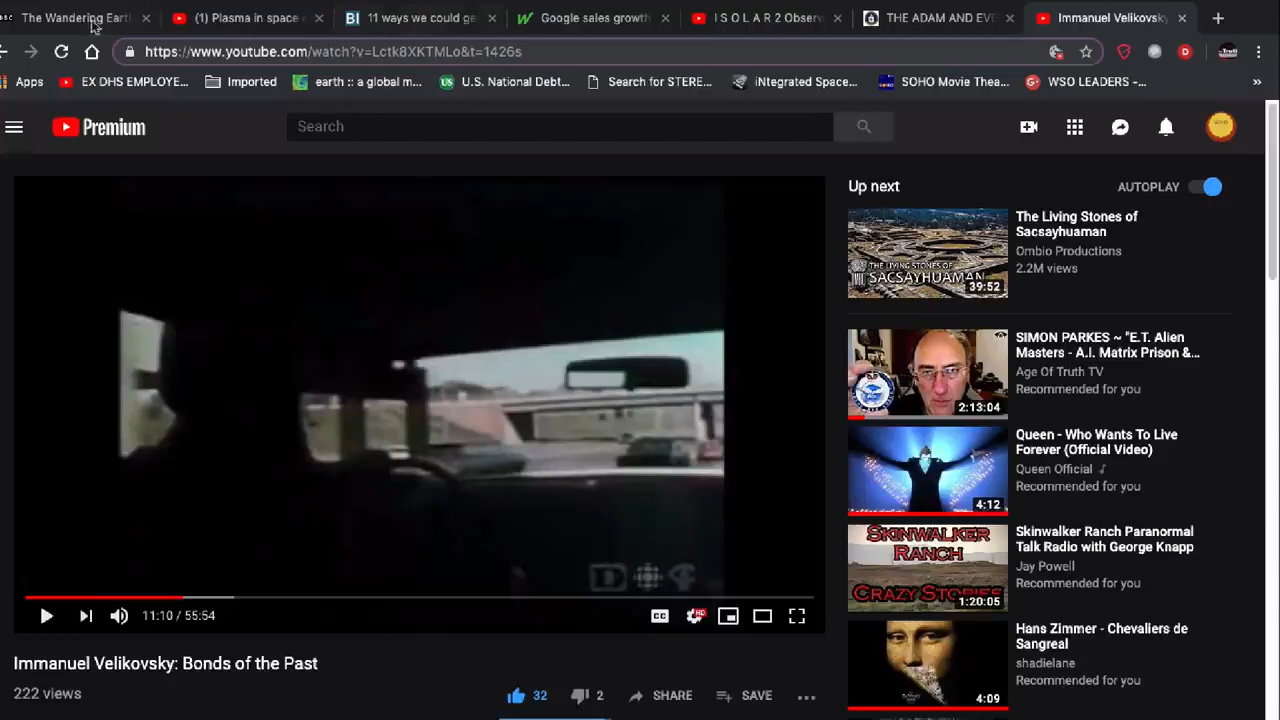 The Wandering Eart
(1) Plasma in space
11 ways we could ge
Google sales growth
I S O L A R 2 Observ
THE ADAM AND EVE
Immanuel Velikovsky
https://www.youtube.com/watch?v=Lctk8XKTMLo&t=1426s
Apps
EX DHS EMPLOYE...
Imported
earth :: a global m...
U.S. National Debt...
Search for STERE...
iNtegrated Space...
SOHO Movie Thea...
WSO LEADERS -...
»
Premium
Search
Up next
AUTOPLAY
The Living Stones of
Sacsayhuaman
Ombio Productions
2.2M views
THE LIVING STONES OF
SACSAYHUAMAN
39:52
SIMON PARKES ~ "E.T. Alien
Masters - A.I. Matrix Prison &...
Age Of Truth TV
Recommended for you
2:13:04
Queen - Who Wants To Live
Forever (Official Video)
Queen Official
Recommended for you
4:12
Skinwalker Ranch Paranormal
Talk Radio with George Knapp
Jay Powell
Recommended for you
SKINWALKER
RANCH
CRAZY STORIES
1:20:05
Hans Zimmer - Chevaliers de
Sangreal
shadielane
Recommended for you
4:09
11:10 / 55:54
CC
HD
Immanuel Velikovsky: Bonds of the Past
222 views
32
2
SHARE
SAVE